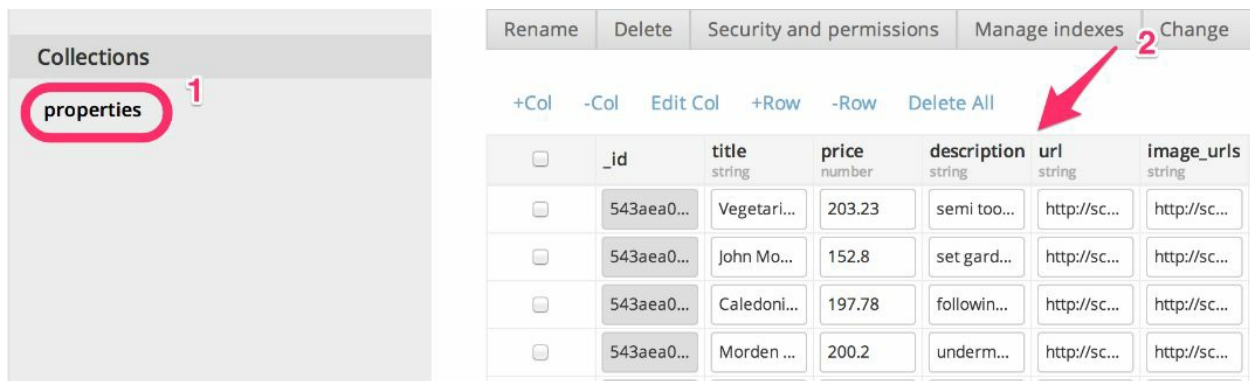 Collections
properties
1
Rename Delete Security and permissions Manage indexes Change
2
+Col -Col Edit Col +Row -Row Delete All
_id title price description url image_urls
string number string string string
543aea0... Vegetari... 203.23 semi too... http://sc... http://sc...
543aea0... John Mo... 152.8 set gard... http://sc... http://sc...
543aea0... Caledoni... 197.78 followin... http://sc... http://sc...
543aea0... Morden ... 200.2 underm... http://sc... http://sc...